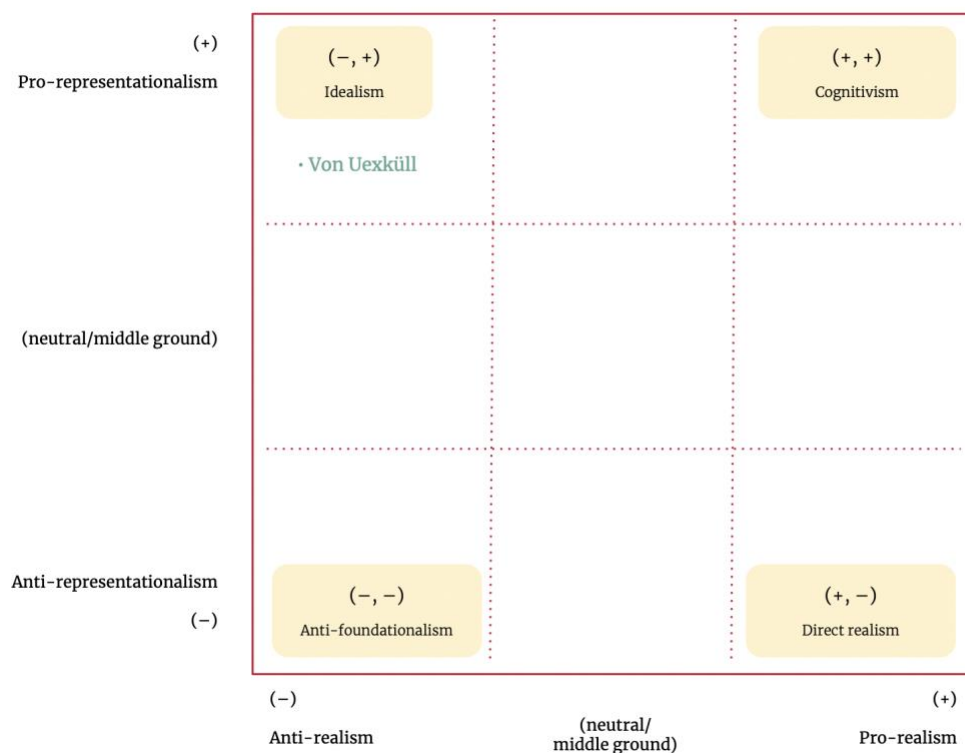 (+)
Pro-representationalism
(−, +)
Idealism
(+, +)
Cognitivism
· Von Uexküll
(neutral/middle ground)
Anti-representationalism
(−)
(−, −)
Anti-foundationalism
(+, −)
Direct realism
(−)
Anti-realism
(neutral/
middle ground)
(+)
Pro-realism